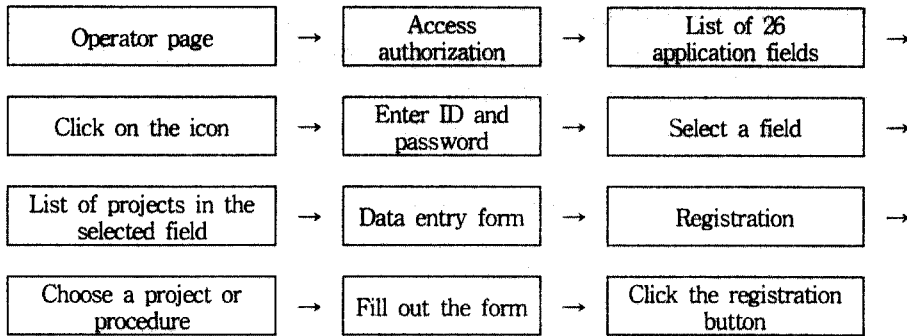 Operator page → Access authorization → List of 26 application fields →
Click on the icon → Enter ID and password → Select a field →
List of projects in the selected field → Data entry form → Registration →
Choose a project or procedure → Fill out the form → Click the registration button